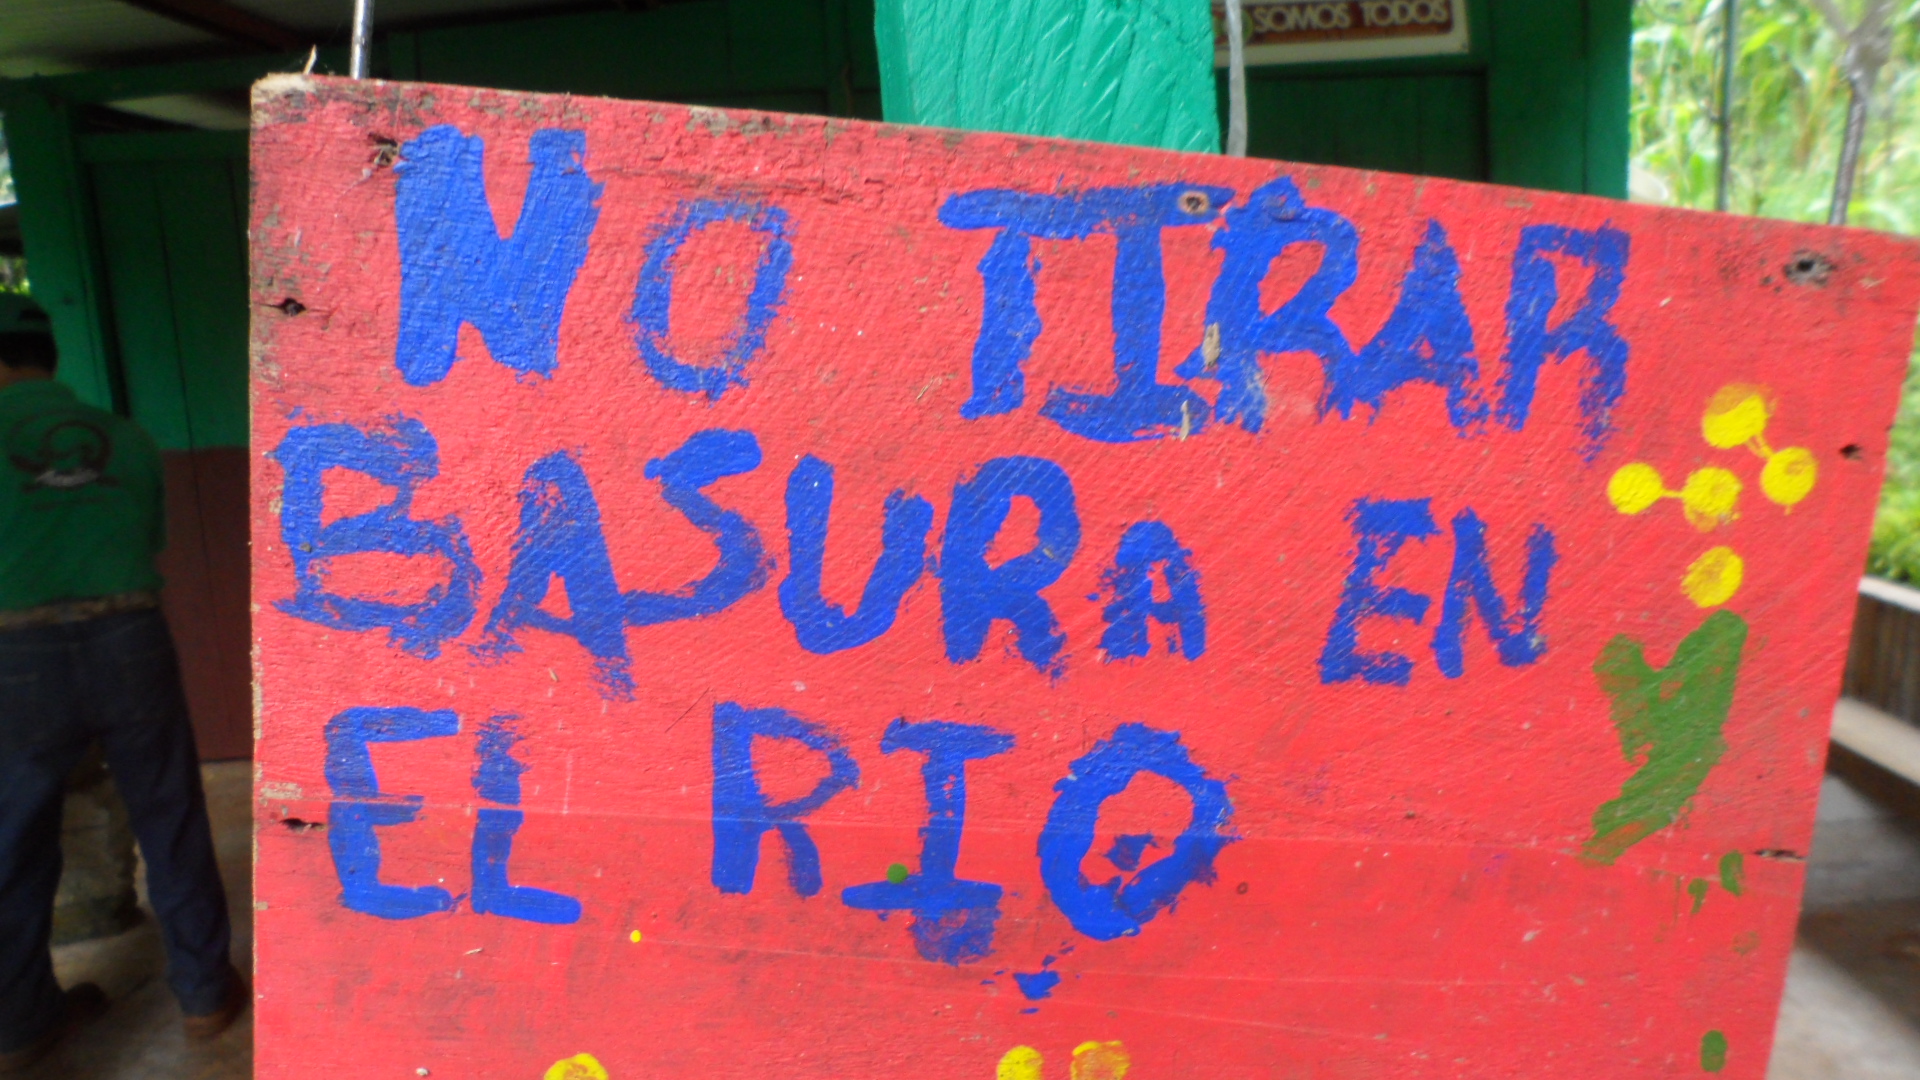 SOMOS TODOS
NO TIRAR
BASURA EN
EL RIO